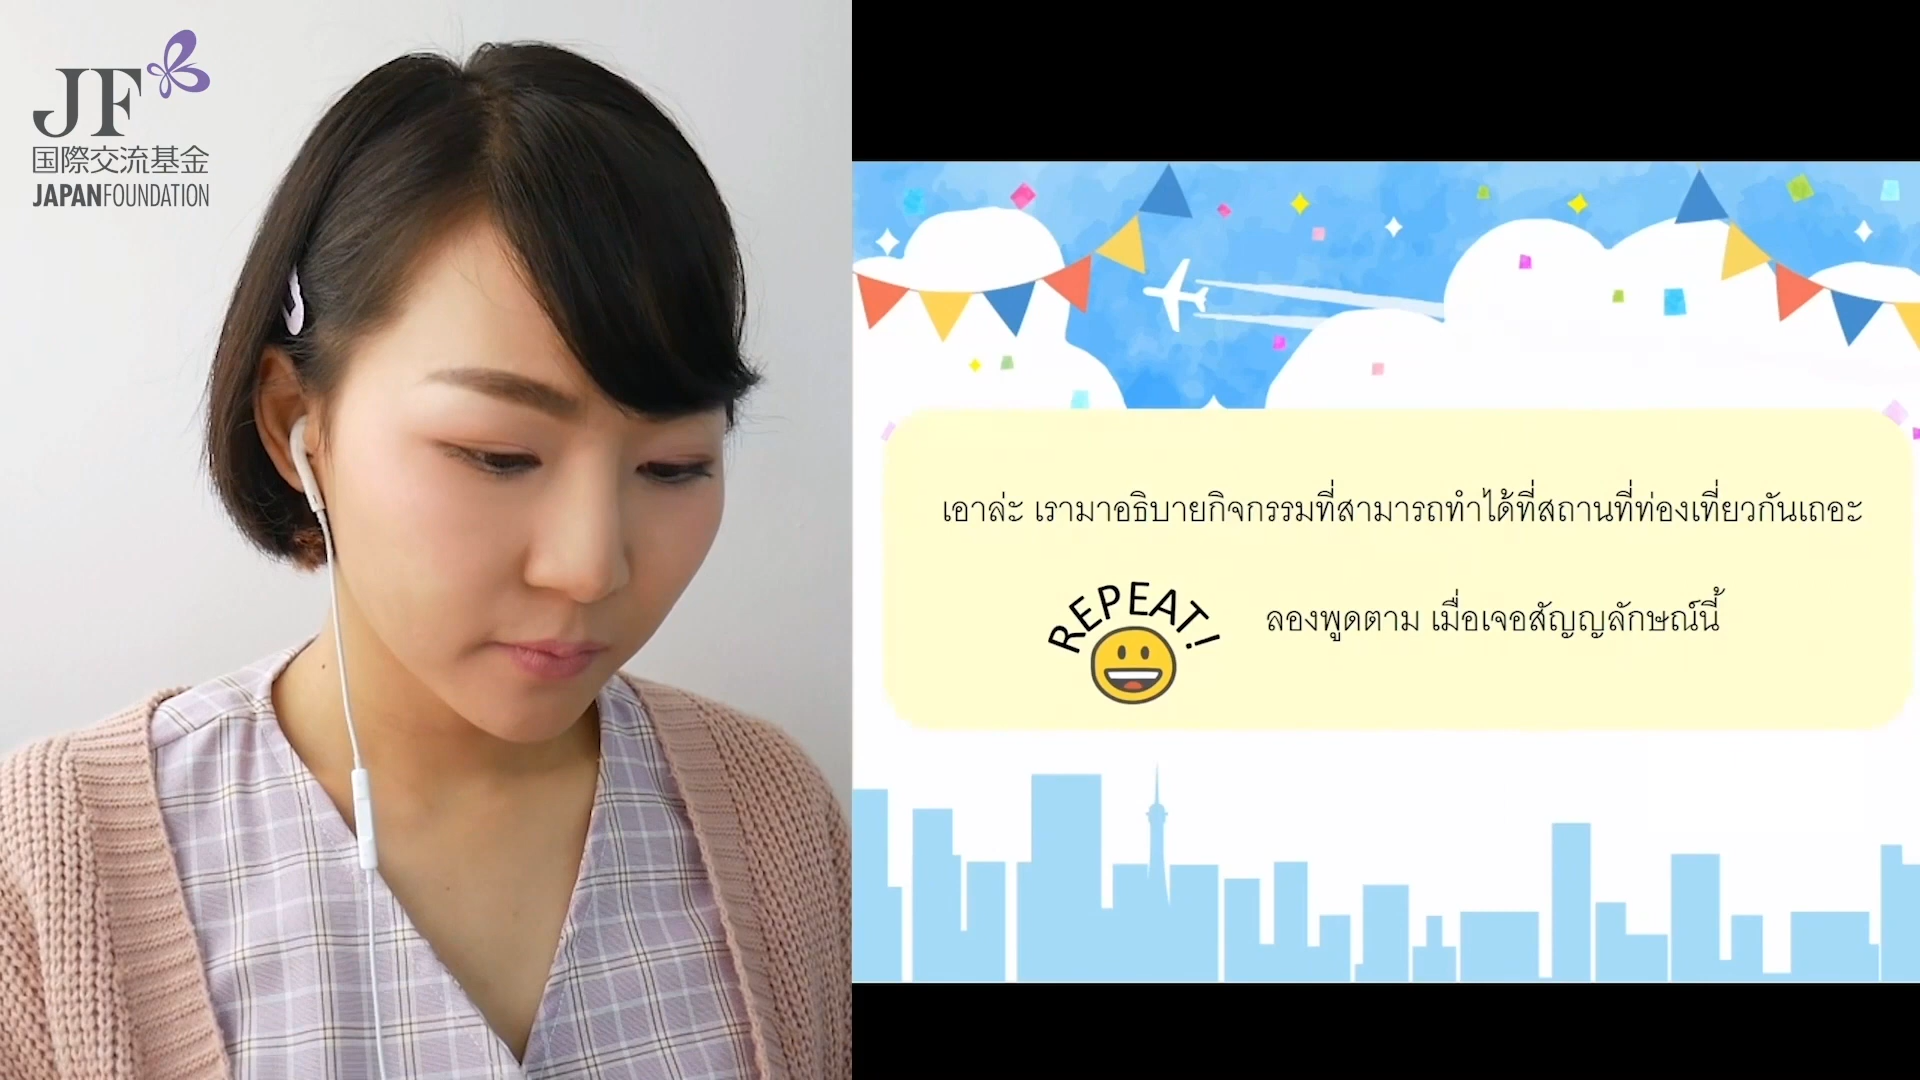 JF
国際交流基金
JAPANFOUNDATION
เอาล่ะ เรามาอธิบายกิจกรรมที่สามารถทำได้ที่สถานที่ท่องเที่ยวกันเถอะ
REPEAT!
ลองพูดตาม เมื่อเจอสัญญลักษณ์นี้